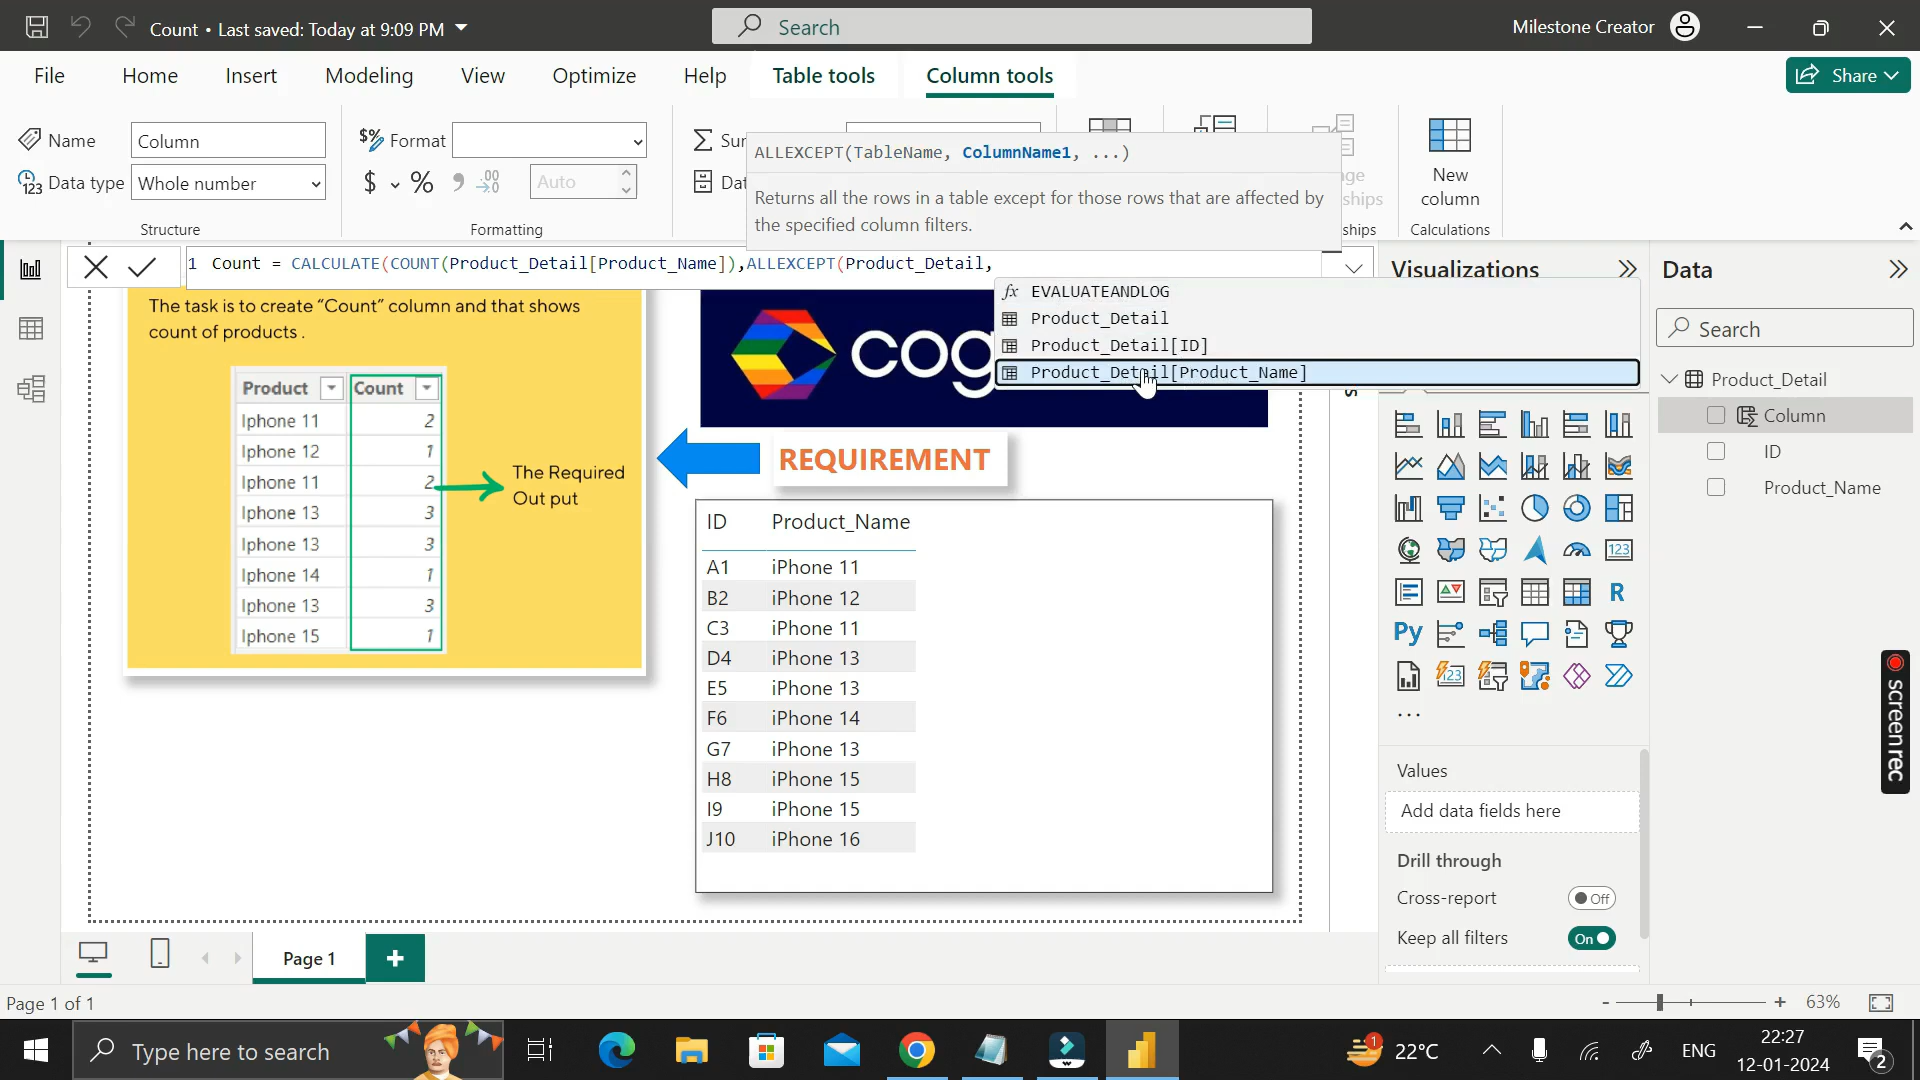 Count • Last saved: Today at 9:09 PM
Search
Milestone Creator
File
Home
Insert
Modeling
View
Optimize
Help
Table tools
Column tools
Share
Name
Column
Data type
Whole number
Structure
Format
$
%
Auto
Formatting
ALLEXCEPT(TableName, ColumnName1, ...)
Returns all the rows in a table except for those rows that are affected by
the specified column filters.
New
column
Calculations
1 Count = CALCULATE(COUNT(Product_Detail[Product_Name]),ALLEXCEPT(Product_Detail,
EVALUATEANDLOG
Product_Detail
Product_Detail[ID]
Product_Detail[Product_Name]
The task is to create “Count” column and that shows
count of products .
Product Count
Iphone 11 2
Iphone 12 1
Iphone 11 2
Iphone 13 3
Iphone 13 3
Iphone 14 1
Iphone 13 3
Iphone 15 1
The Required
Out put
cog
REQUIREMENT
ID Product_Name
A1 iPhone 11
B2 iPhone 12
C3 iPhone 11
D4 iPhone 13
E5 iPhone 13
F6 iPhone 14
G7 iPhone 13
H8 iPhone 15
I9 iPhone 15
J10 iPhone 16
Visualizations
R
Py
123
123
Values
Add data fields here
Drill through
Cross-report
Off
Keep all filters
On
Data
Search
Product_Detail
Column
ID
Product_Name
screenrec
Page 1
Page 1 of 1
63%
Type here to search
1
22°C
ENG
22:27
12-01-2024
2